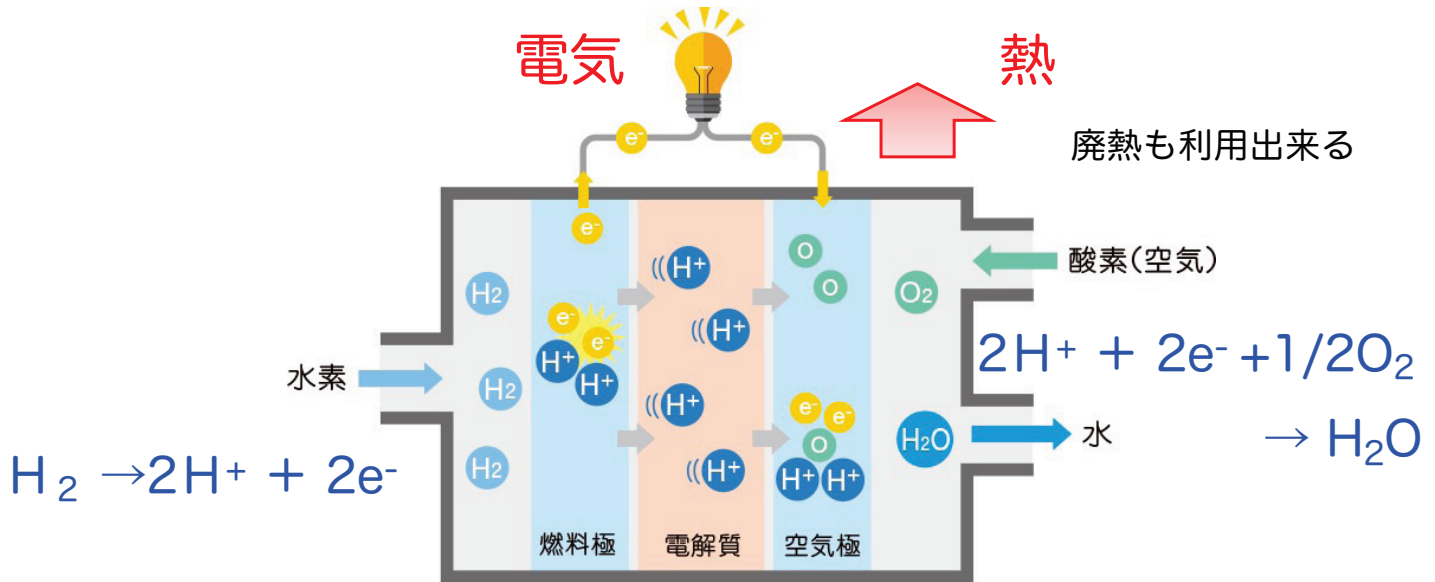 電気
熱
廃熱も利用出来る
e-
e-
e-
O
O
H+
H+
H2
O2
酸素(空気)
e-
e-
H+
H+
水素
H2
H+
H+
2H+ + 2e- +1/2O2
→ H2O
e-
e-
O
H+
H+
H2O
水
H2
H2 →2H+ + 2e-
燃料極
電解質
空気極